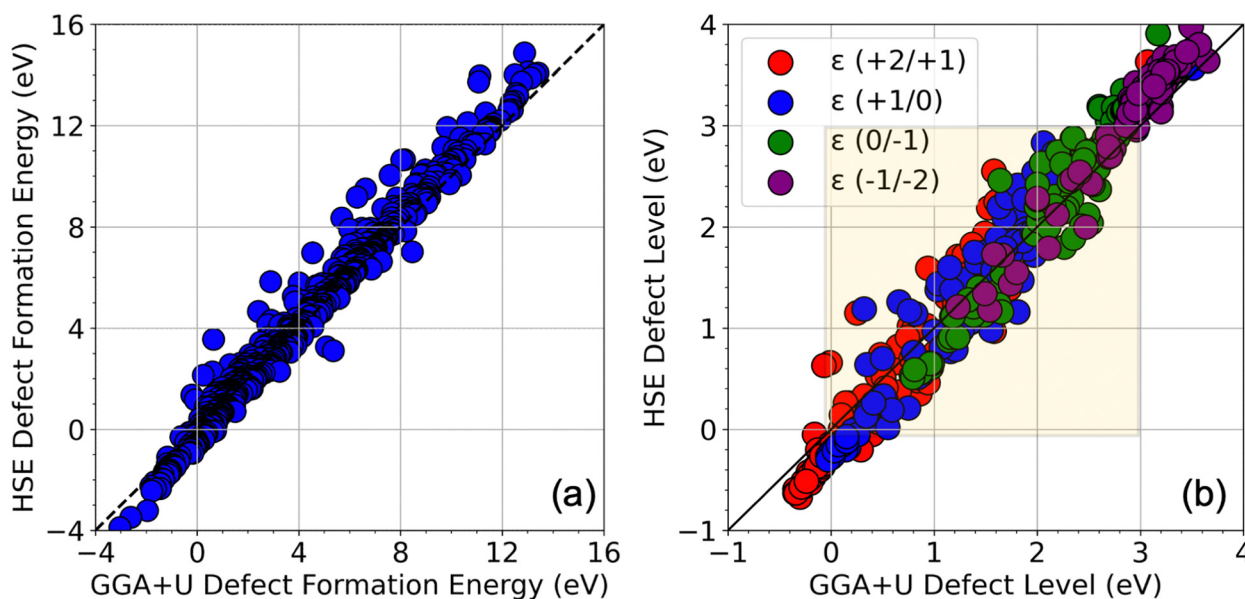 HSE Defect Formation Energy (eV)
16
12
8
4
0
−4
−4 0 4 8 12 16
GGA+U Defect Formation Energy (eV)
(a)
HSE Defect Level (eV)
4
3
2
1
0
−1
−1 0 1 2 3 4
GGA+U Defect Level (eV)
ε (+2/+1)
ε (+1/0)
ε (0/-1)
ε (-1/-2)
(b)